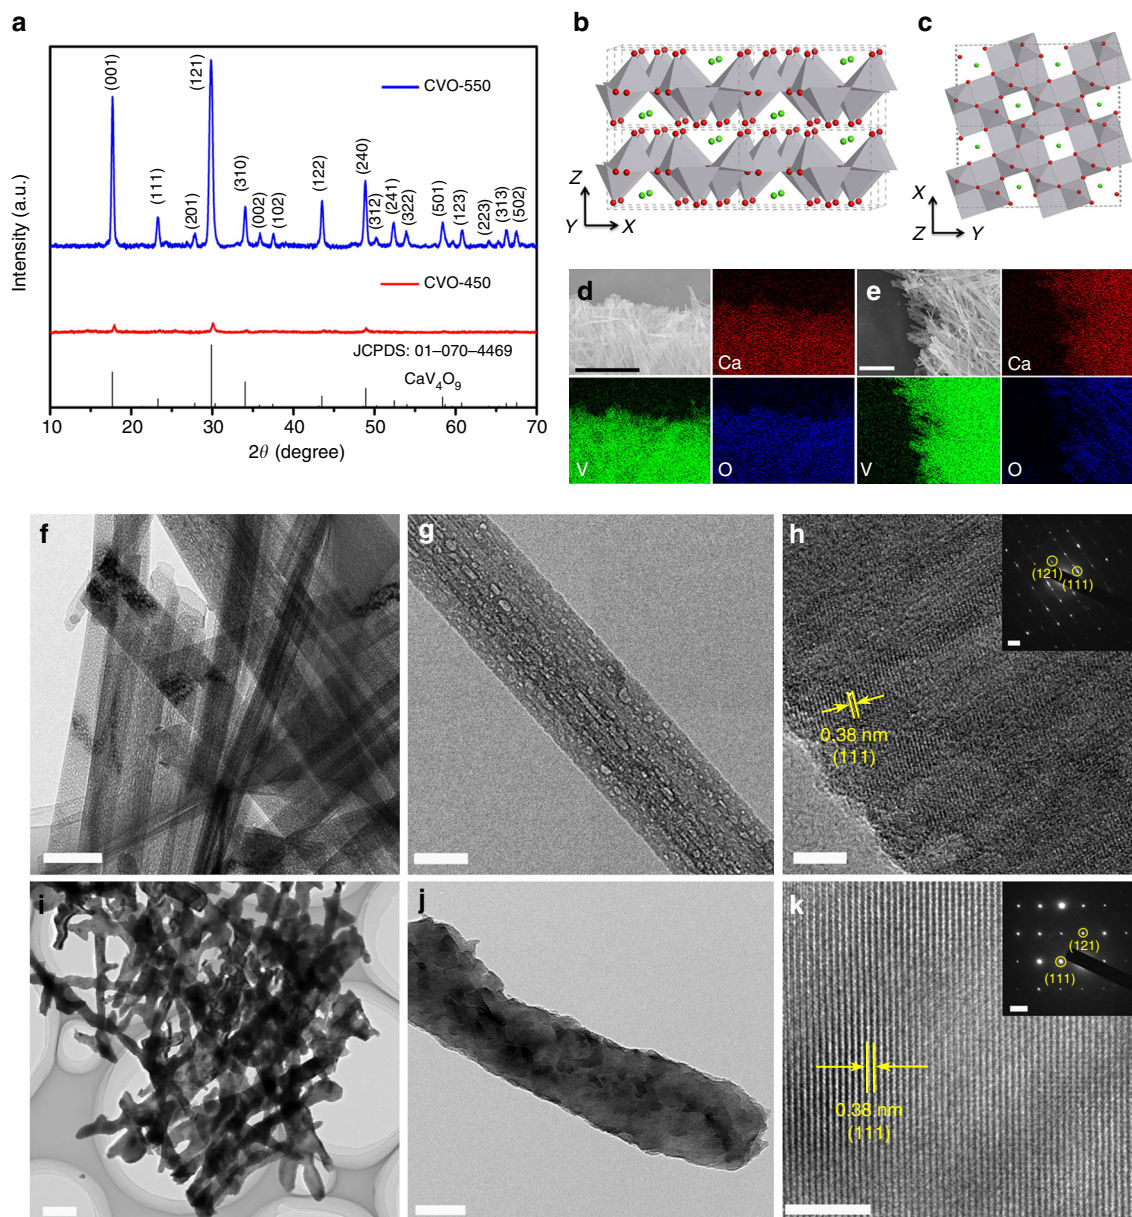 a
Intensity (a.u.)
(001)
(111)
(201)
(121)
(310)
(002)
(102)
(122)
(240)
(312)
(241)
(322)
(501)
(123)
(223)
(313)
(502)
CVO-550
CVO-450
JCPDS: 01–070–4469
CaV4O9
10 20 30 40 50 60 70
2θ (degree)
b
Z
Y X
c
X
Z Y
d
Ca
V
O
e
Ca
V
O
f
g
h
(121)
(111)
0.38 nm
(111)
i
j
k
(121)
(111)
0.38 nm
(111)